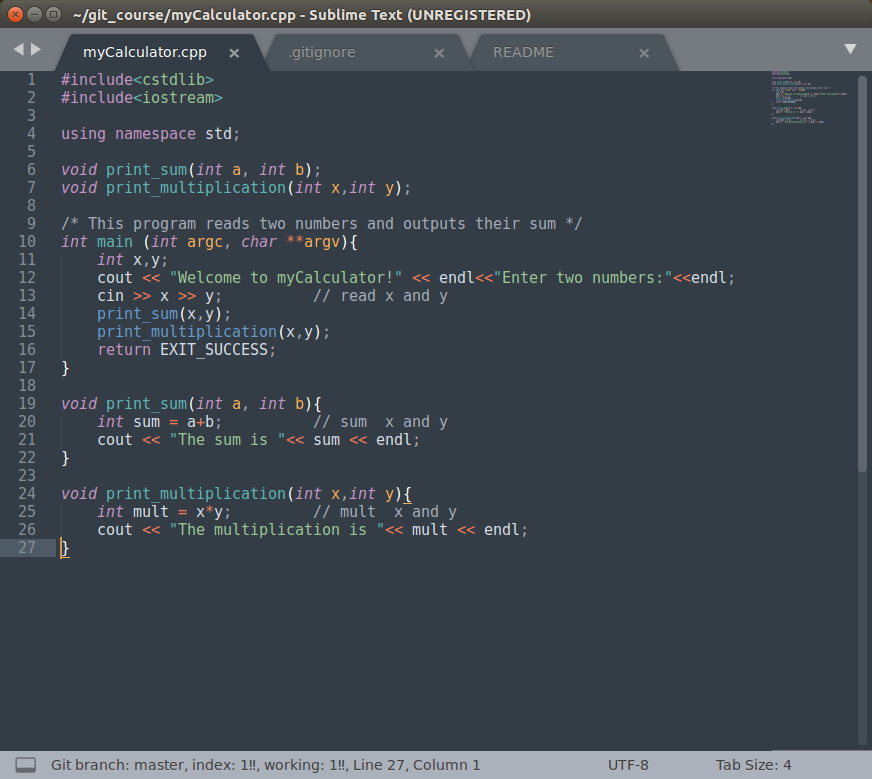 ~/git_course/myCalculator.cpp - Sublime Text (UNREGISTERED)
myCalculator.cpp × .gitignore × README ×
1 #include<cstdlib>
2 #include<iostream>
3
4 using namespace std;
5
6 void print_sum(int a, int b);
7 void print_multiplication(int x,int y);
8
9 /* This program reads two numbers and outputs their sum */
10 int main (int argc, char **argv){
11     int x,y;
12     cout << "Welcome to myCalculator!" << endl<<"Enter two numbers:"<<endl;
13     cin >> x >> y;          // read x and y
14     print_sum(x,y);
15     print_multiplication(x,y);
16     return EXIT_SUCCESS;
17 }
18
19 void print_sum(int a, int b){
20     int sum = a+b;          // sum  x and y
21     cout << "The sum is "<< sum << endl;
22 }
23
24 void print_multiplication(int x,int y){
25     int mult = x*y;         // mult  x and y
26     cout << "The multiplication is "<< mult << endl;
27 }
Git branch: master, index: 1!!, working: 1!!, Line 27, Column 1 UTF-8 Tab Size: 4